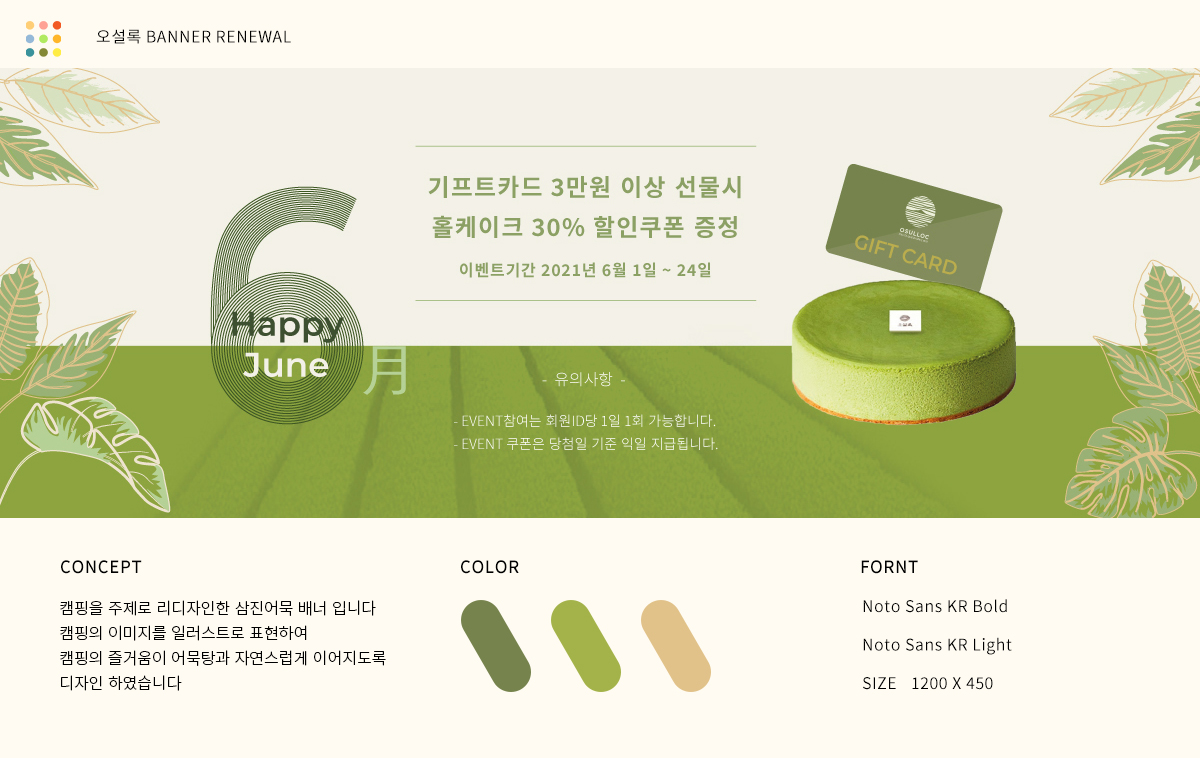 오설록 BANNER RENEWAL
기프트카드 3만원 이상 선물시
홀케이크 30% 할인쿠폰 증정
이벤트기간 2021년 6월 1일 ~ 24일
6
Happy
June
月
OSULLOC
GIFT CARD
- 유의사항 -
- EVENT참여는 회원ID당 1일 1회 가능합니다.
- EVENT 쿠폰은 당첨일 기준 익일 지급됩니다.
CONCEPT
캠핑을 주제로 리디자인한 삼진어묵 배너 입니다
캠핑의 이미지를 일러스트로 표현하여
캠핑의 즐거움이 어묵탕과 자연스럽게 이어지도록
디자인 하였습니다
COLOR
FORNT
Noto Sans KR Bold
Noto Sans KR Light
SIZE 1200 X 450